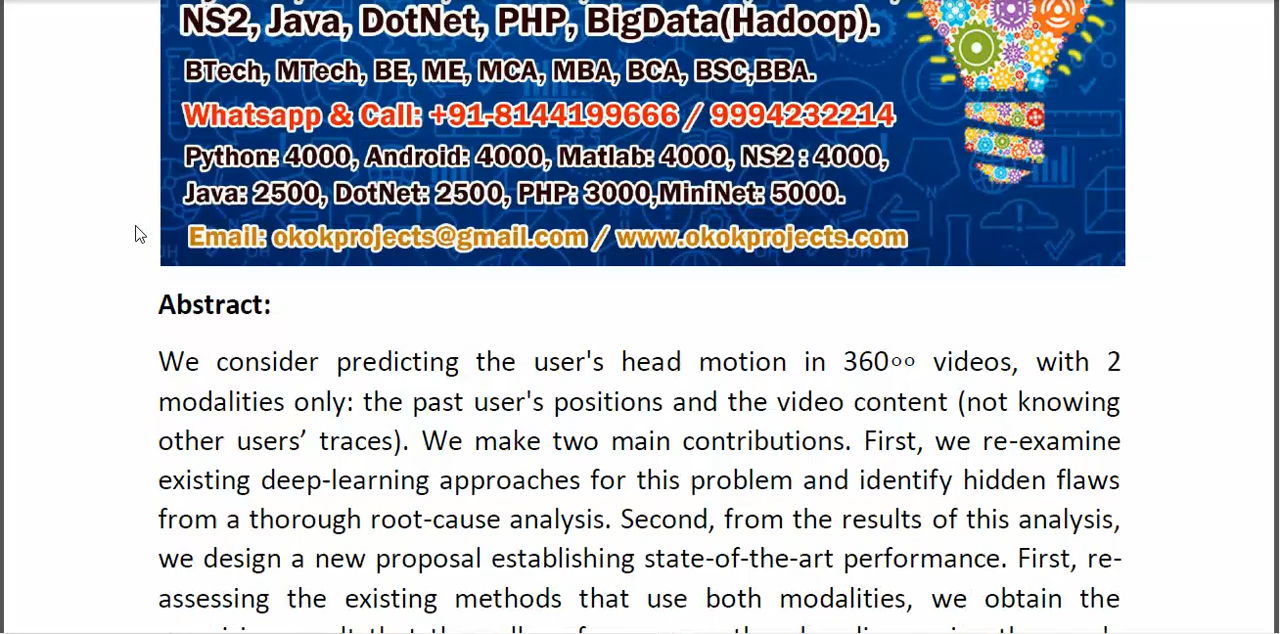 NS2, Java, DotNet, PHP, BigData(Hadoop).
BTech, MTech, BE, ME, MCA, MBA, BCA, BSC,BBA.
Whatsapp & Call: +91-8144199666 / 9994232214
Python: 4000, Android: 4000, Matlab: 4000, NS2 : 4000,
Java: 2500, DotNet: 2500, PHP: 3000,MiniNet: 5000.
Email: okokprojects@gmail.com / www.okokprojects.com
Abstract:
We consider predicting the user's head motion in 360∘∘ videos, with 2
modalities only: the past user's positions and the video content (not knowing
other users’ traces). We make two main contributions. First, we re-examine
existing deep-learning approaches for this problem and identify hidden flaws
from a thorough root-cause analysis. Second, from the results of this analysis,
we design a new proposal establishing state-of-the-art performance. First, re-
assessing the existing methods that use both modalities, we obtain the